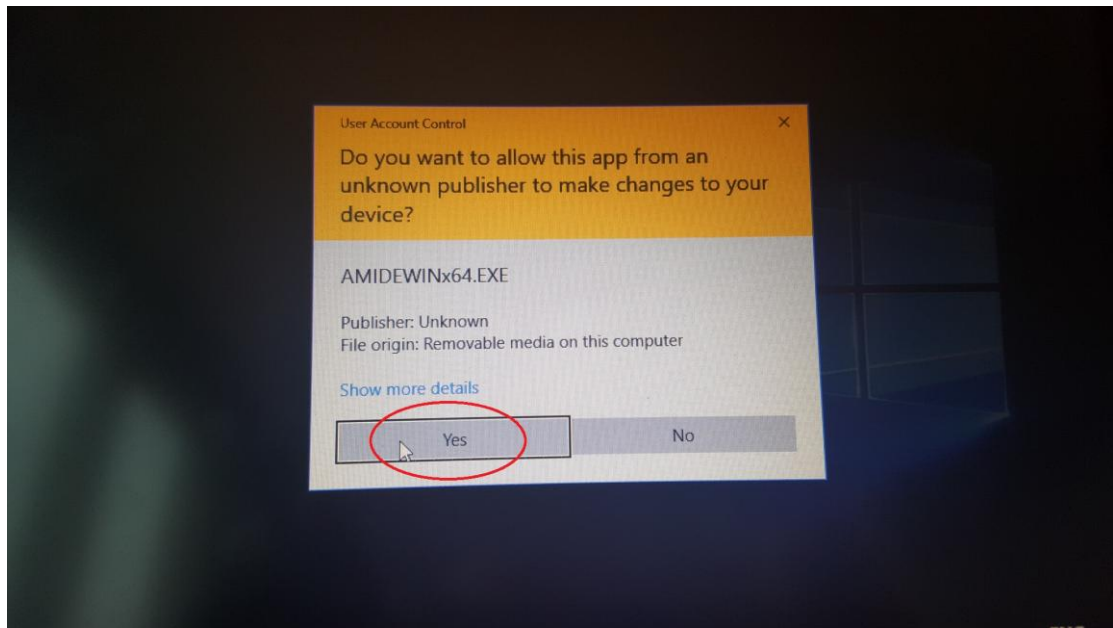 User Account Control
Do you want to allow this app from an
unknown publisher to make changes to your
device?
AMIDEWINx64.EXE
Publisher: Unknown
File origin: Removable media on this computer
Show more details
Yes
No